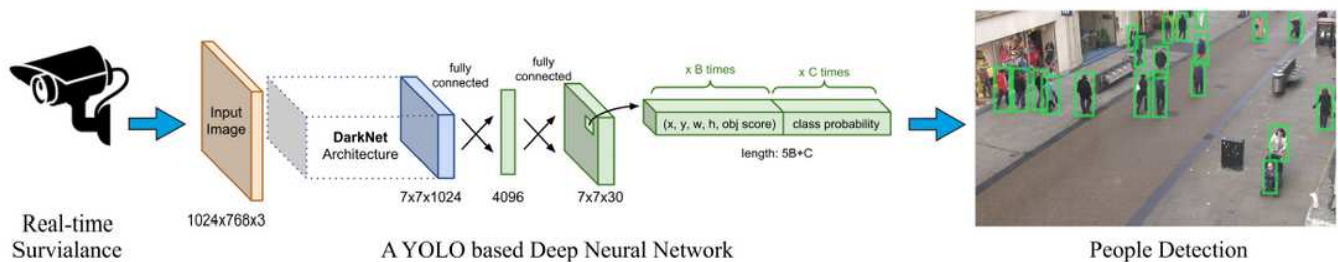 Real-time
Survialance
Input
Image
1024x768x3
DarkNet
Architecture
7x7x1024
fully
connected
4096
fully
connected
7x7x30
x B times
x C times
(x, y, w, h, obj score)
class probability
length: 5B+C
A YOLO based Deep Neural Network
People Detection